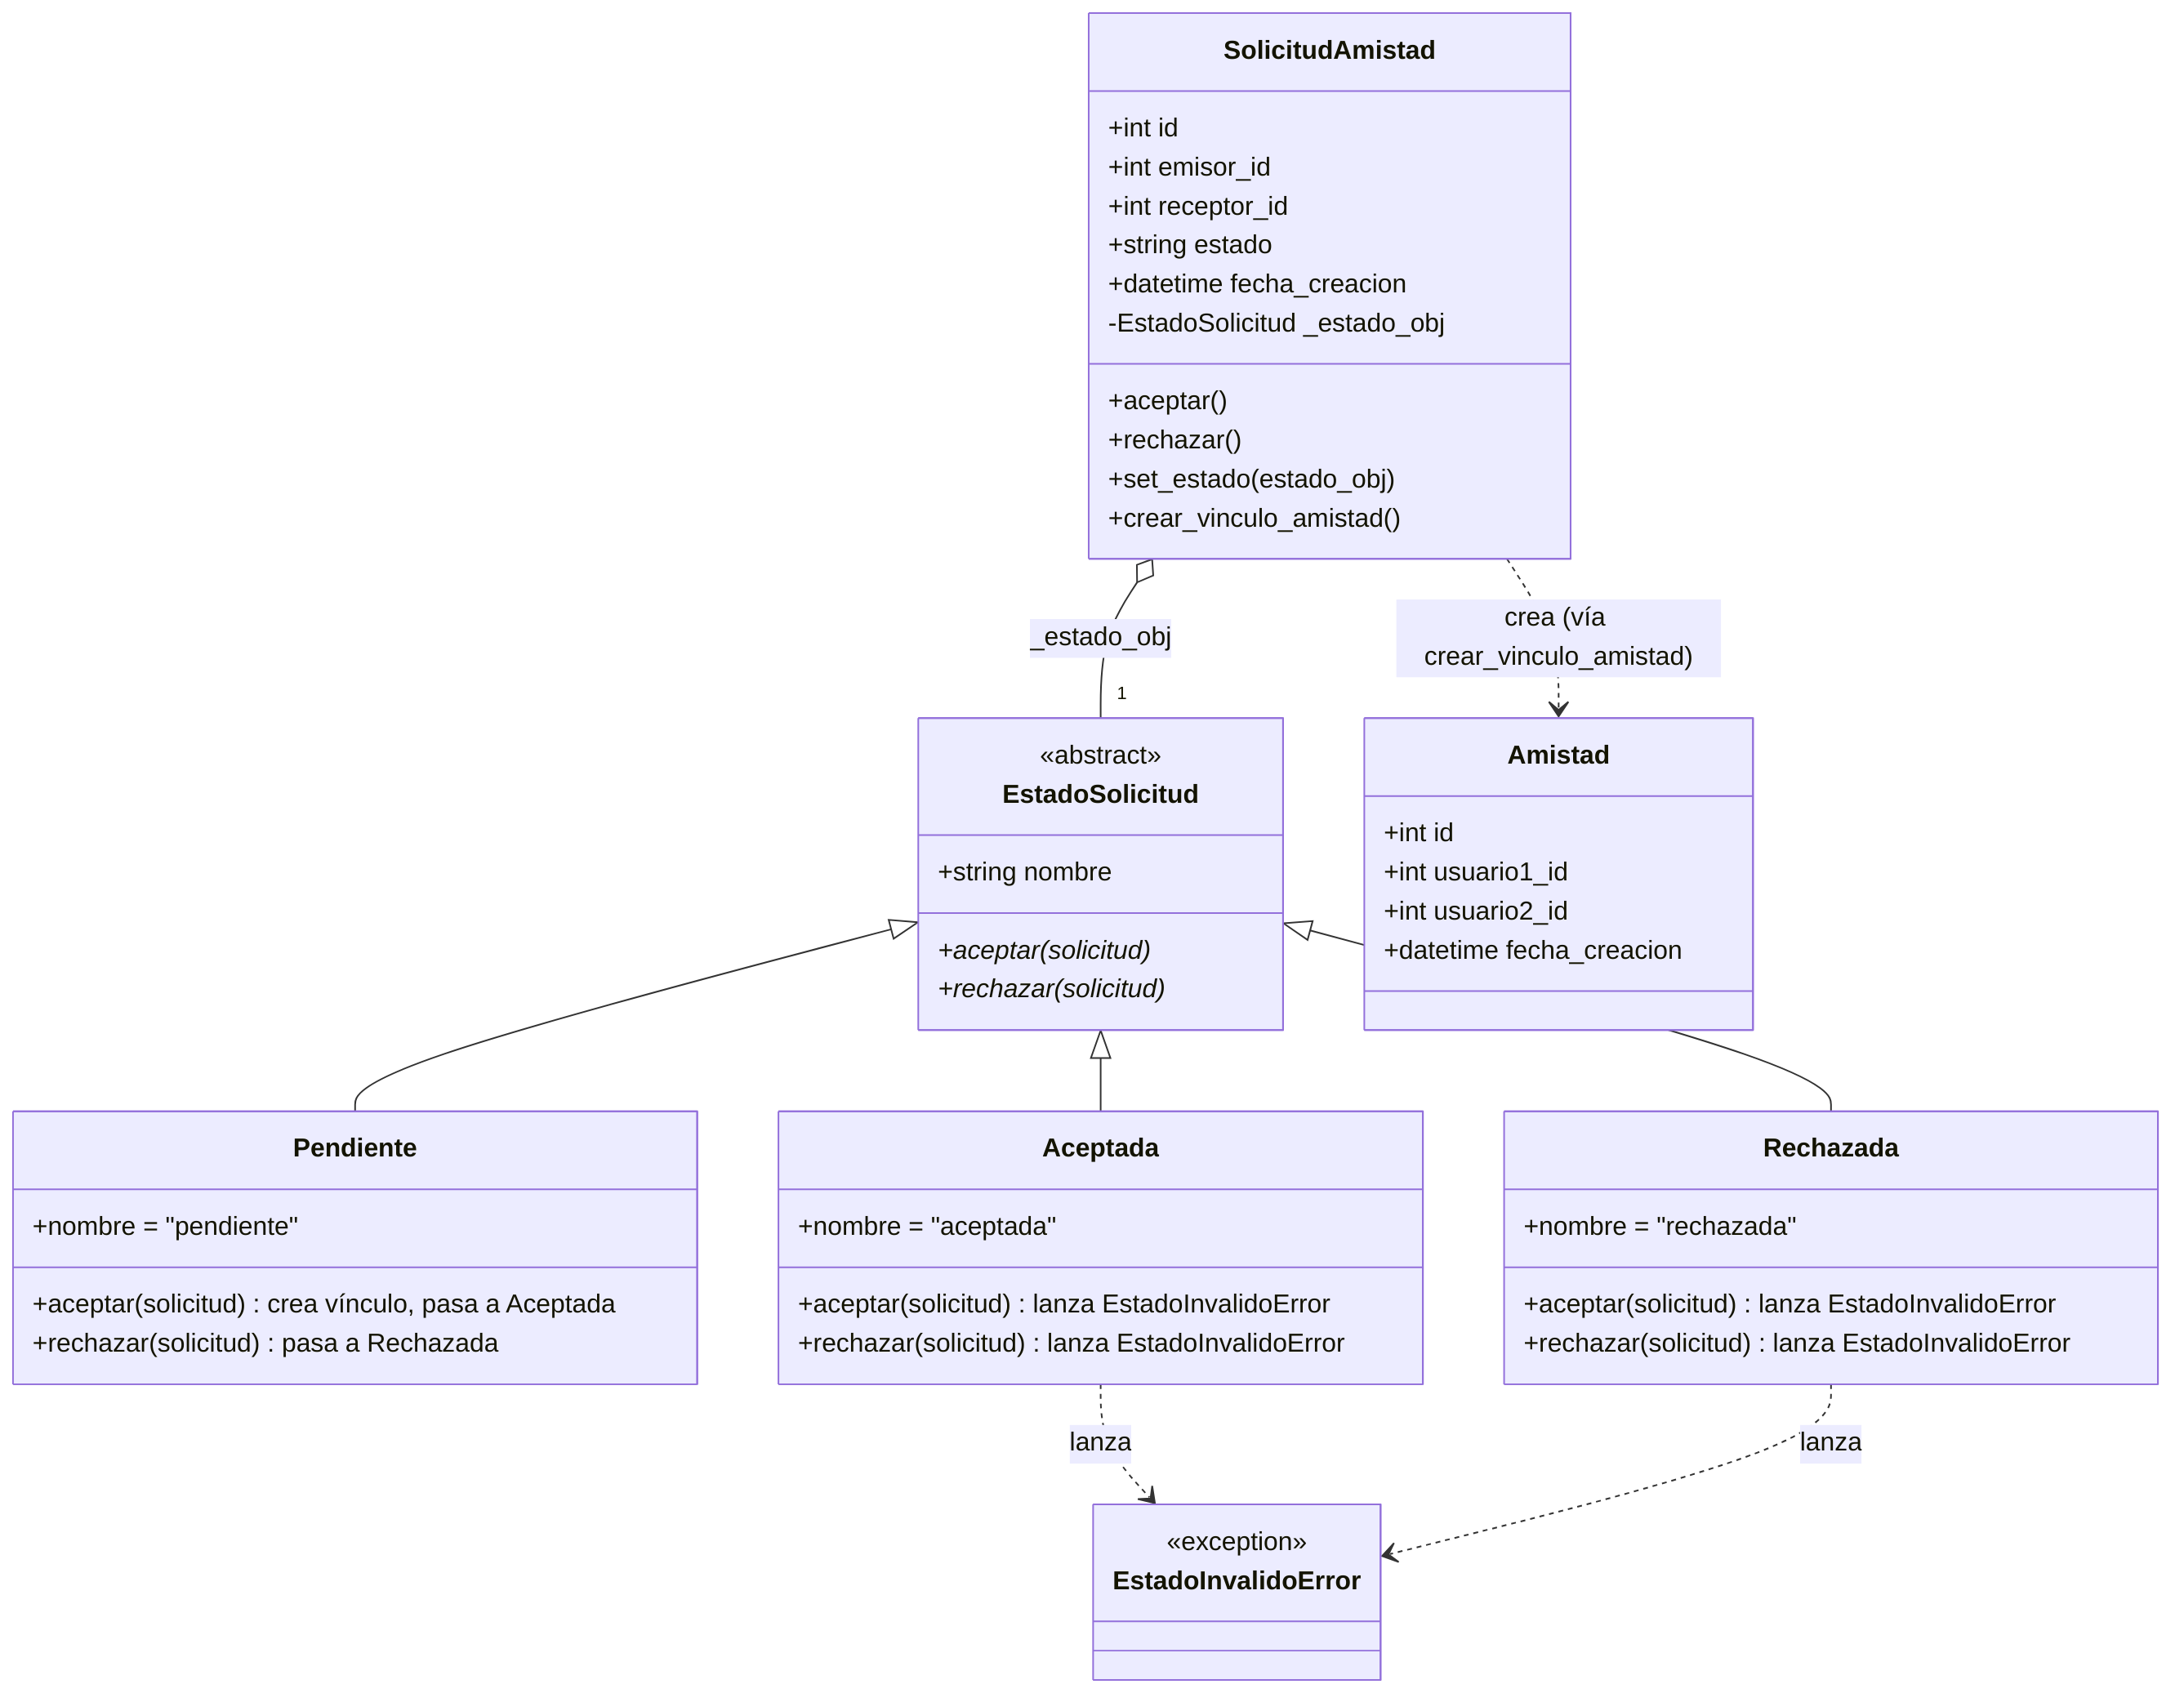 SolicitudAmistad
+int id
+int emisor_id
+int receptor_id
+string estado
+datetime fecha_creacion
-EstadoSolicitud _estado_obj
+aceptar()
+rechazar()
+set_estado(estado_obj)
+crear_vinculo_amistad()
_estado_obj
crea (vía
crear_vinculo_amistad)
1
«abstract»
EstadoSolicitud
+string nombre
+aceptar(solicitud)
+rechazar(solicitud)
Amistad
+int id
+int usuario1_id
+int usuario2_id
+datetime fecha_creacion
Pendiente
+nombre = "pendiente"
+aceptar(solicitud) : crea vínculo, pasa a Aceptada
+rechazar(solicitud) : pasa a Rechazada
Aceptada
+nombre = "aceptada"
+aceptar(solicitud) : lanza EstadoInvalidoError
+rechazar(solicitud) : lanza EstadoInvalidoError
Rechazada
+nombre = "rechazada"
+aceptar(solicitud) : lanza EstadoInvalidoError
+rechazar(solicitud) : lanza EstadoInvalidoError
lanza
lanza
«exception»
EstadoInvalidoError